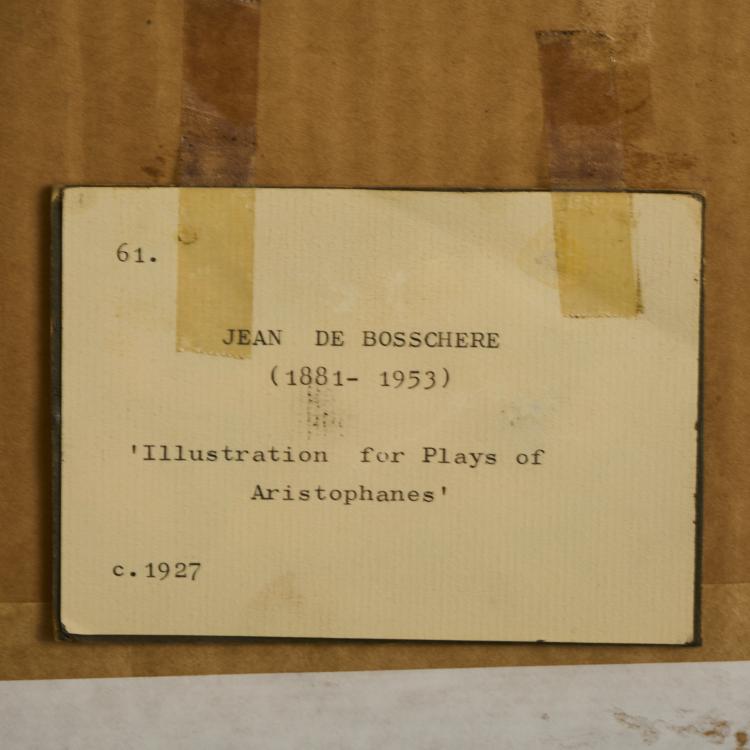 61.
JEAN DE BOSSCHERE
(1881- 1953)
'Illustration for Plays of
Aristophanes'
c.1927